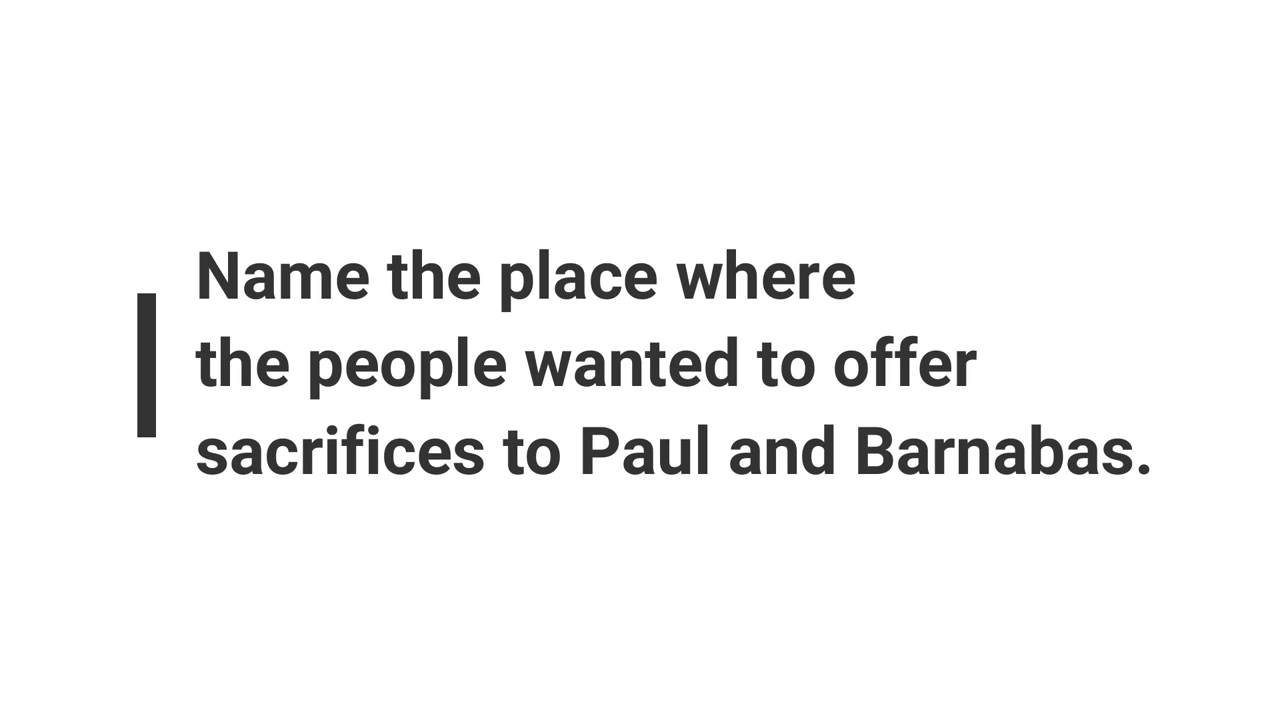 Name the place where
the people wanted to offer
sacrifices to Paul and Barnabas.